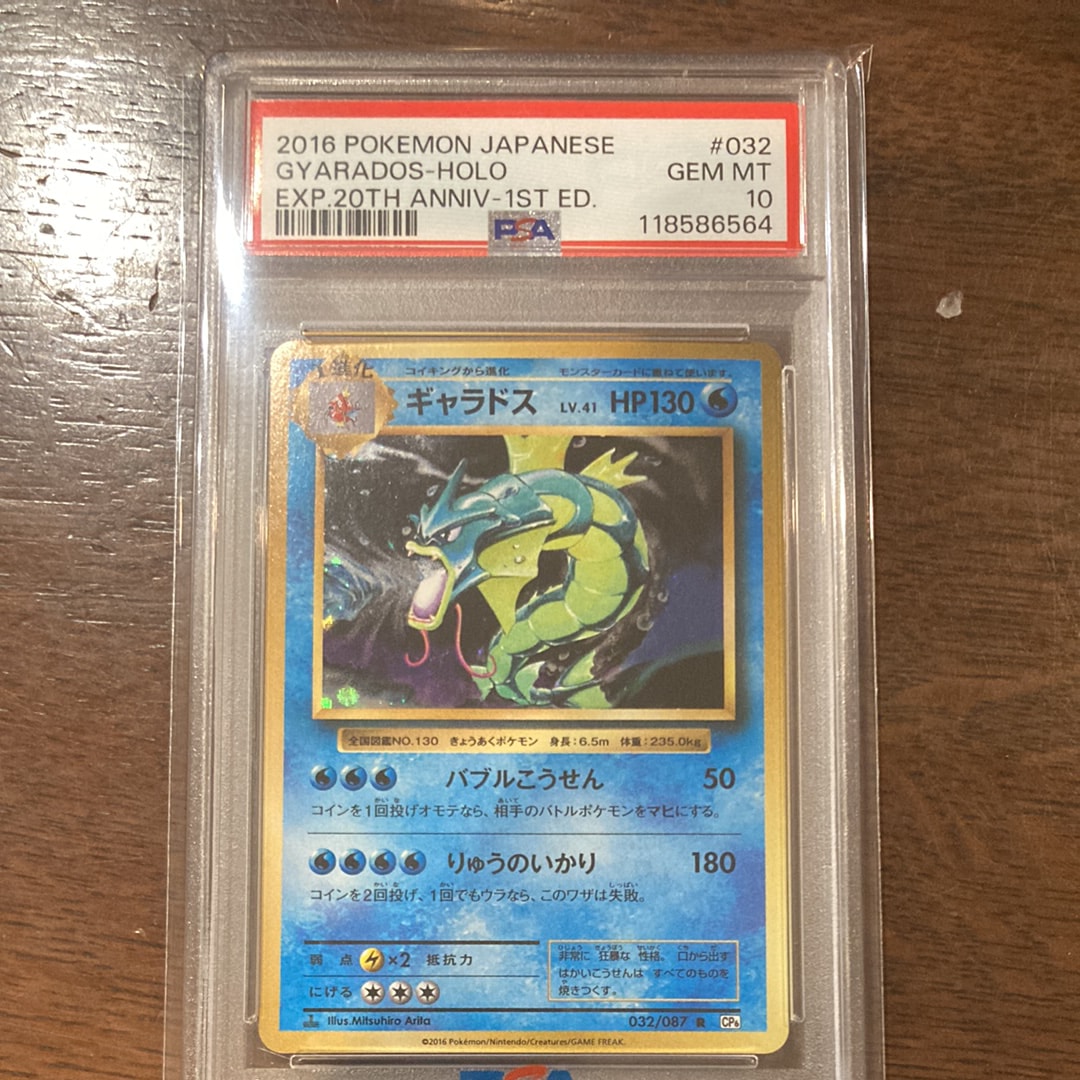 2016 POKEMON JAPANESE #032
GYARADOS-HOLO GEM MT
EXP.20TH ANNIV-1ST ED. 10
PSA 118586564
進化 コイキングから進化 モンスターカードに重ねて使います。
ギャラドス LV.41 HP130
全国図鑑NO.130 きょうあくポケモン 身長:6.5m 体重:235.0kg
バブルこうせん 50
コインを1回投げオモテなら、相手のバトルポケモンをマヒにする。
りゅうのいかり 180
コインを2回投げ、1回でもウラなら、このワザは失敗。
弱点 ×2 抵抗力
にげる
非常に 狂暴な 性格。 口から出す
はかいこうせんは すべてのものを
焼きつくす。
Illus.Mitsuhiro Arita 032/087 R CP6
©2016 Pokémon/Nintendo/Creatures/GAME FREAK.
PSA